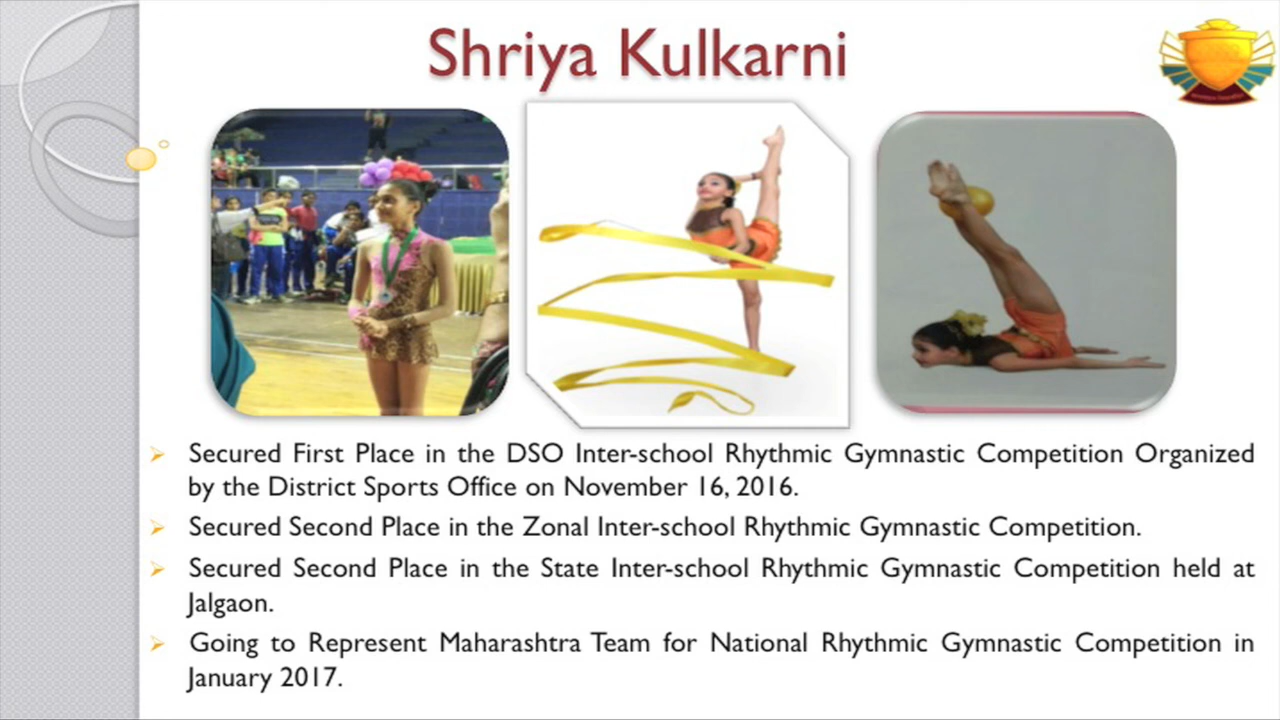 Shriya Kulkarni
Secured First Place in the DSO Inter-school Rhythmic Gymnastic Competition Organized
by the District Sports Office on November 16, 2016.
Secured Second Place in the Zonal Inter-school Rhythmic Gymnastic Competition.
Secured Second Place in the State Inter-school Rhythmic Gymnastic Competition held at
Jalgaon.
Going to Represent Maharashtra Team for National Rhythmic Gymnastic Competition in
January 2017.